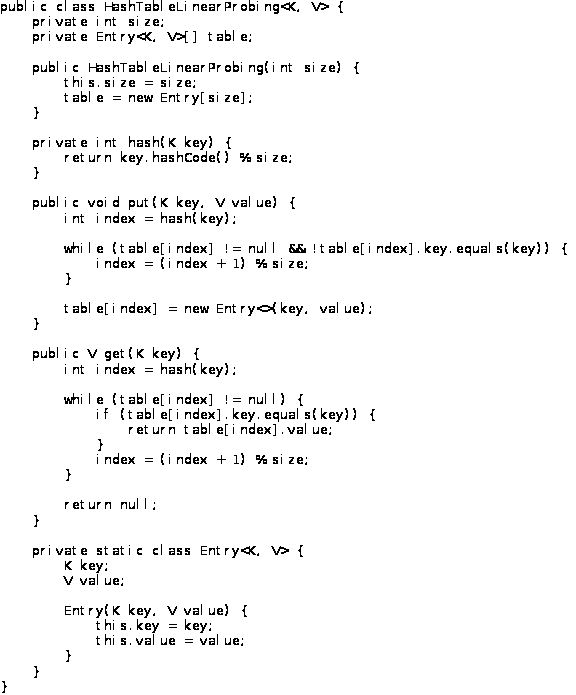 public class HashTableLinearProbing<K, V> {
    private int size;
    private Entry<K, V>[] table;

    public HashTableLinearProbing(int size) {
        this.size = size;
        table = new Entry[size];
    }

    private int hash(K key) {
        return key.hashCode() % size;
    }

    public void put(K key, V value) {
        int index = hash(key);

        while (table[index] != null && !table[index].key.equals(key)) {
            index = (index + 1) % size;
        }

        table[index] = new Entry<>(key, value);
    }

    public V get(K key) {
        int index = hash(key);

        while (table[index] != null) {
            if (table[index].key.equals(key)) {
                return table[index].value;
            }
            index = (index + 1) % size;
        }

        return null;
    }

    private static class Entry<K, V> {
        K key;
        V value;

        Entry(K key, V value) {
            this.key = key;
            this.value = value;
        }
    }
}